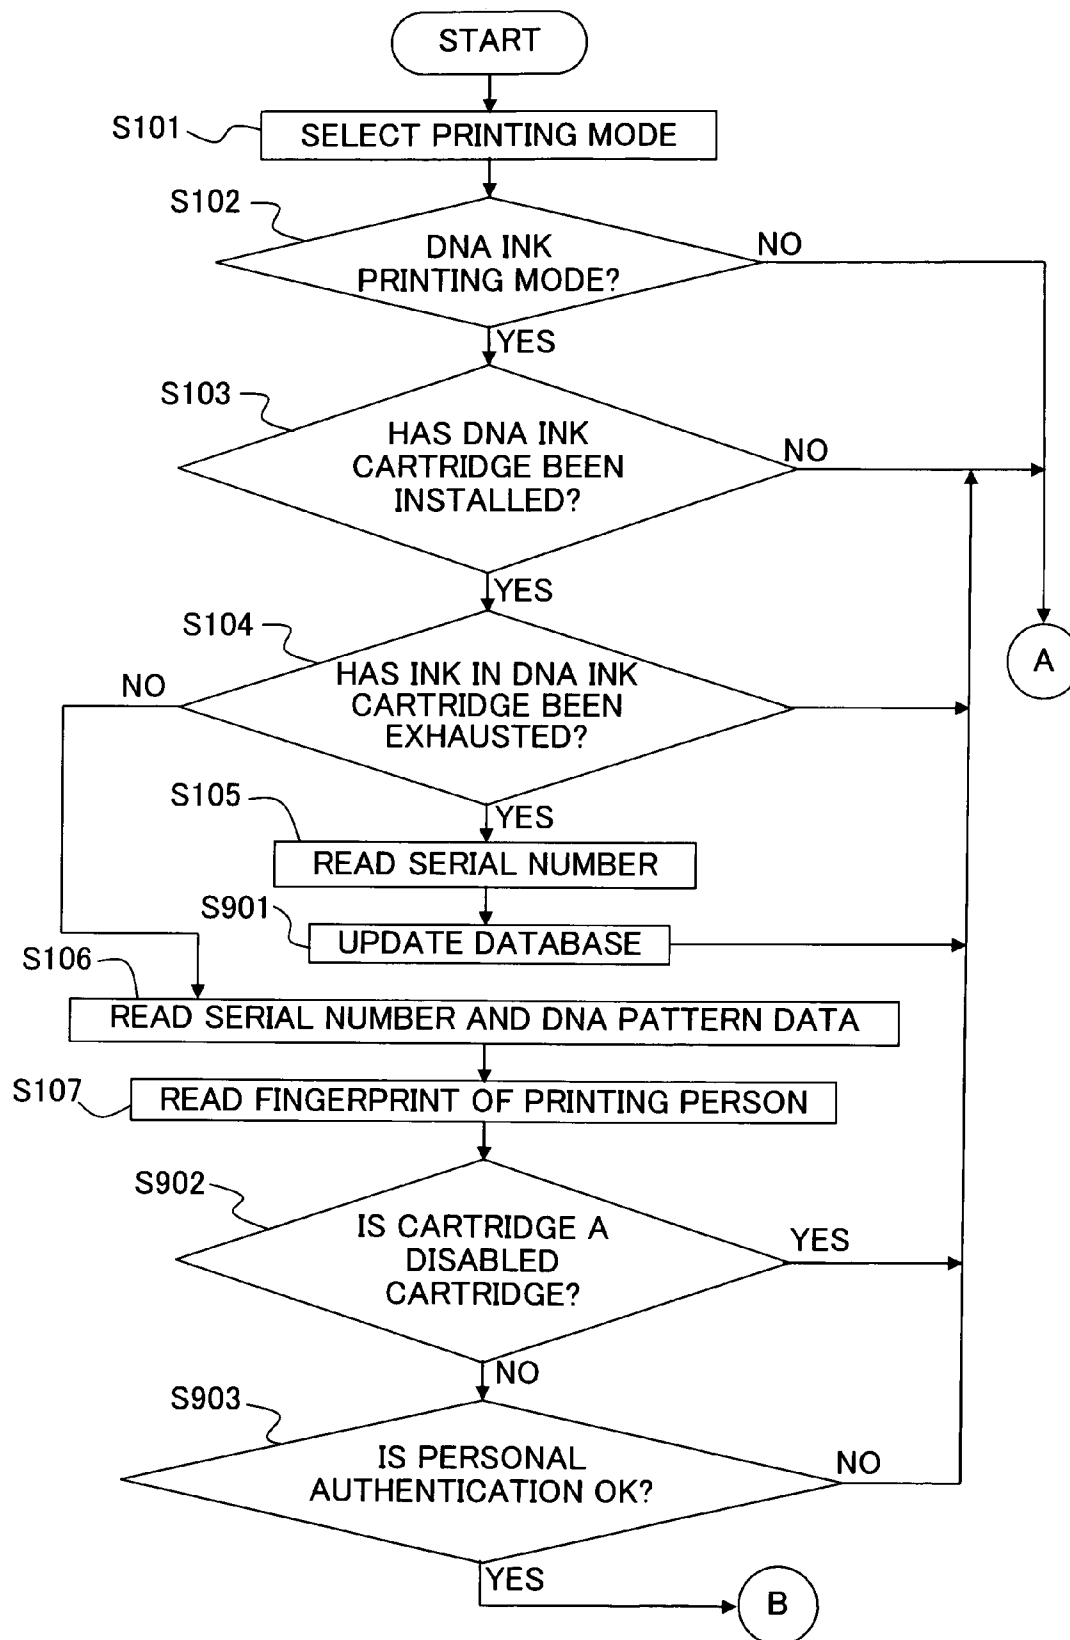 START
S101
SELECT PRINTING MODE
S102
DNA INK
PRINTING MODE?
NO
YES
S103
HAS DNA INK
CARTRIDGE BEEN
INSTALLED?
NO
YES
A
S104
HAS INK IN DNA INK
CARTRIDGE BEEN
EXHAUSTED?
NO
YES
S105
READ SERIAL NUMBER
S901
UPDATE DATABASE
S106
READ SERIAL NUMBER AND DNA PATTERN DATA
S107
READ FINGERPRINT OF PRINTING PERSON
S902
IS CARTRIDGE A
DISABLED
CARTRIDGE?
YES
NO
S903
IS PERSONAL
AUTHENTICATION OK?
NO
YES
B